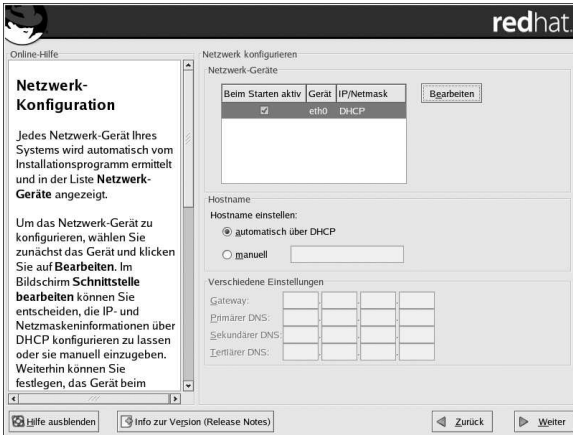 redhat.
Online-Hilfe
Netzwerk-
Konfiguration
Jedes Netzwerk-Gerät Ihres
Systems wird automatisch vom
Installationsprogramm ermittelt
und in der Liste Netzwerk-
Geräte angezeigt.
Um das Netzwerk-Gerät zu
konfigurieren, wählen Sie
zunächst das Gerät und klicken
Sie auf Bearbeiten. Im
Bildschirm Schnittstelle
bearbeiten können Sie
entscheiden, die IP- und
Netzmaskeninformationen über
DHCP konfigurieren zu lassen
oder sie manuell einzugeben.
Weiterhin können Sie
festlegen, das Gerät beim
Netzwerk konfigurieren
Netzwerk-Geräte
Beim Starten aktiv Gerät IP/Netmask
eth0 DHCP
Bearbeiten
Hostname
Hostname einstellen:
automatisch über DHCP
manuell
Verschiedene Einstellungen
Gateway: . . .
Primärer DNS: . . .
Sekundärer DNS: . . .
Tertiärer DNS: . . .
Hilfe ausblenden
Info zur Version (Release Notes)
Zurück
Weiter